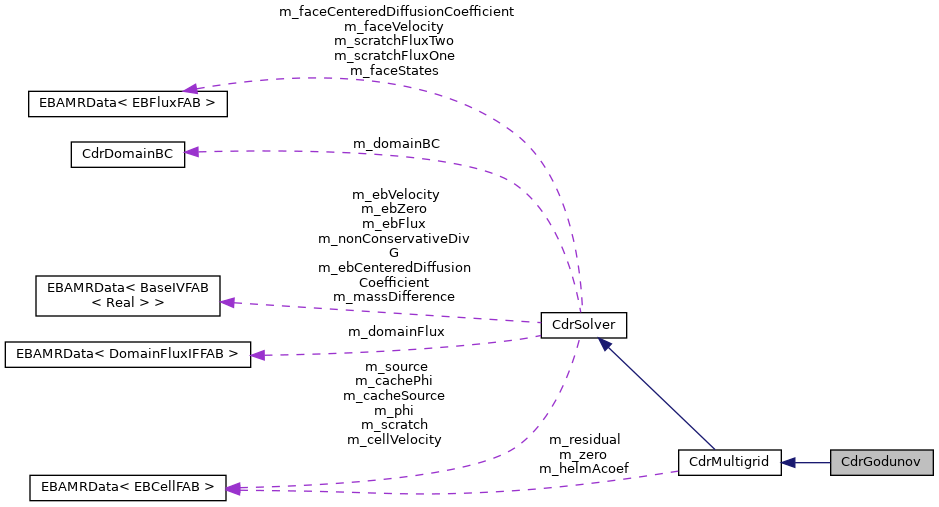 m_faceCenteredDiffusionCoefficient
m_faceVelocity
m_scratchFluxTwo
m_scratchFluxOne
m_faceStates
EBAMRData< EBFluxFAB >
m_domainBC
CdrDomainBC
m_ebVelocity
m_ebZero
m_ebFlux
m_nonConservativeDiv
G
m_ebCenteredDiffusion
Coefficient
m_massDifference
EBAMRData< BaseIVFAB
< Real > >
CdrSolver
m_domainFlux
EBAMRData< DomainFluxIFFAB >
m_source
m_cachePhi
m_cacheSource
m_phi
m_scratch
m_cellVelocity
m_residual
m_zero
m_helmAcoef
CdrMultigrid
CdrGodunov
EBAMRData< EBCellFAB >